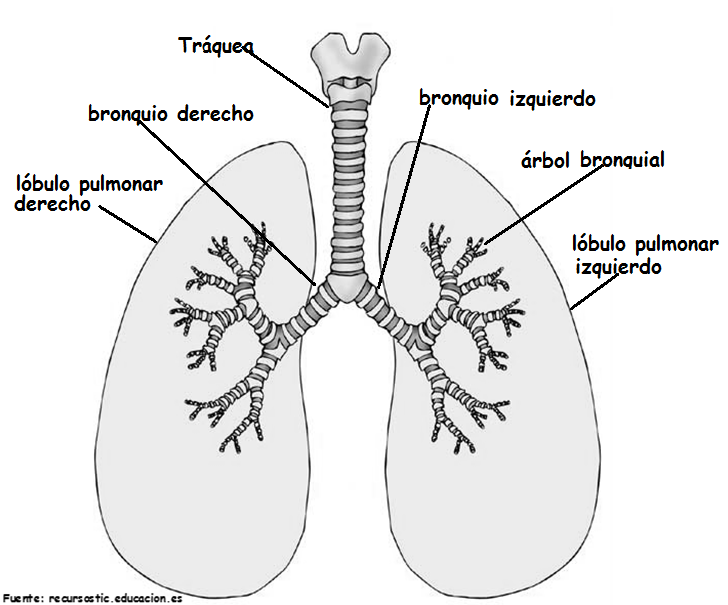 Tráquea
bronquio derecho
bronquio izquierdo
árbol bronquial
lóbulo pulmonar
derecho
lóbulo pulmonar
izquierdo
Fuente: recursostic.educacion.es